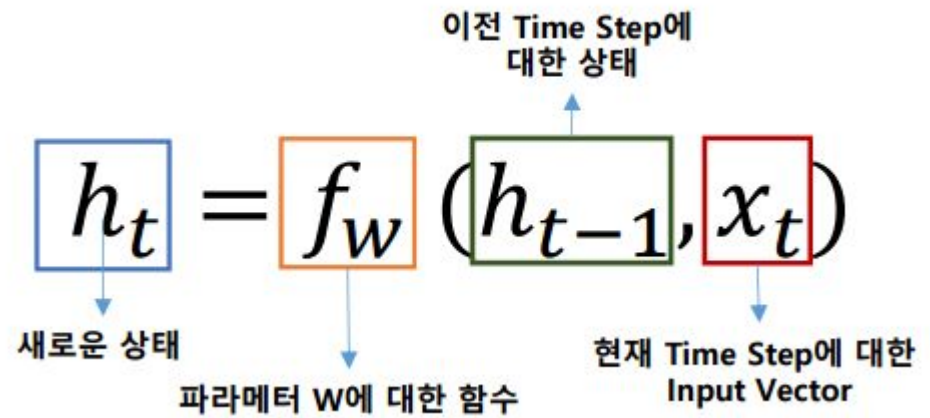 이전 Time Step에
대한 상태
h_t = f_w (h_{t-1}, x_t)
새로운 상태
파라메터 W에 대한 함수
현재 Time Step에 대한
Input Vector